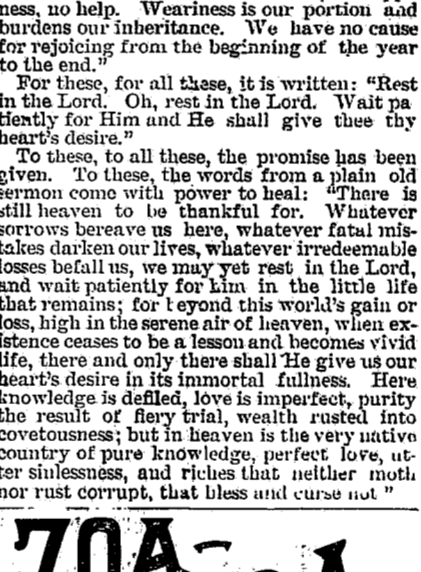 ness, no help. Weariness is our portion and
burdens our inheritance. We have no cause
for rejoicing from the beginning of the year
to the end."
For these, for all these, it is written: "Rest
in the Lord. Oh, rest in the Lord. Wait pa
tiently for Him and He shall give thee thy
heart's desire."
To these, to all these, the promise has been
given. To these, the words from a plain old
sermon come with power to heal: "There is
still heaven to be thankful for. Whatever
sorrows bereave us here, whatever fatal mis-
takes darken our lives, whatever irredeemable
losses befall us, we may yet rest in the Lord,
and wait patiently for him in the little life
that remains; for beyond this world's gain or
loss, high in the serene air of heaven, when ex-
istence ceases to be a lesson and becomes vivid
life, there and only there shall He give us our
heart's desire in its immortal fullness. Here
knowledge is defiled, love is imperfect, purity
the result of fiery trial, wealth rusted into
covetousness; but in heaven is the very native
country of pure knowledge, perfect love, ut-
ter sinlessness, and riches that neither moth
nor rust corrupt, that bless and curse not "